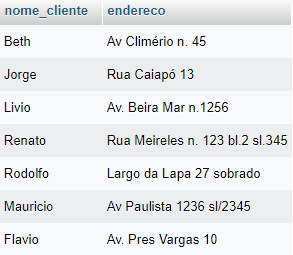 nome_cliente endereco
Beth Av Climério n. 45
Jorge Rua Caiapó 13
Livio Av. Beira Mar n.1256
Renato Rua Meireles n. 123 bl.2 sl.345
Rodolfo Largo da Lapa 27 sobrado
Mauricio Av Paulista 1236 sl/2345
Flavio Av. Pres Vargas 10